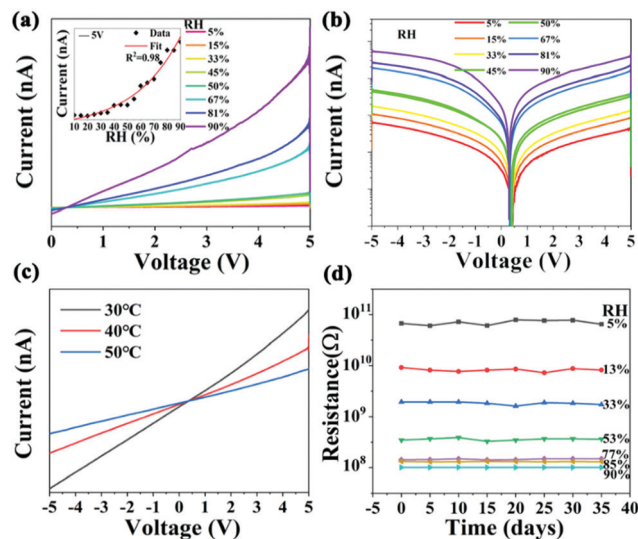 (a)
Current (nA)
5V
Data
Fit
R²=0.98
10 20 30 40 50 60 70 80 90
RH (%)
RH
5%
15%
33%
45%
50%
67%
81%
90%
Current (nA)
0 1 2 3 4 5
Voltage (V)
(b)
RH
5% 50%
15% 67%
33% 81%
45% 90%
Current (nA)
-5 -4 -3 -2 -1 0 1 2 3 4 5
Voltage (V)
(c)
30°C
40°C
50°C
Current (nA)
-5 -4 -3 -2 -1 0 1 2 3 4 5
Voltage (V)
(d)
Resistance(Ω)
10¹¹
10¹⁰
10⁹
10⁸
RH
5%
13%
33%
53%
77%
85%
90%
-5 0 5 10 15 20 25 30 35 40
Time (days)